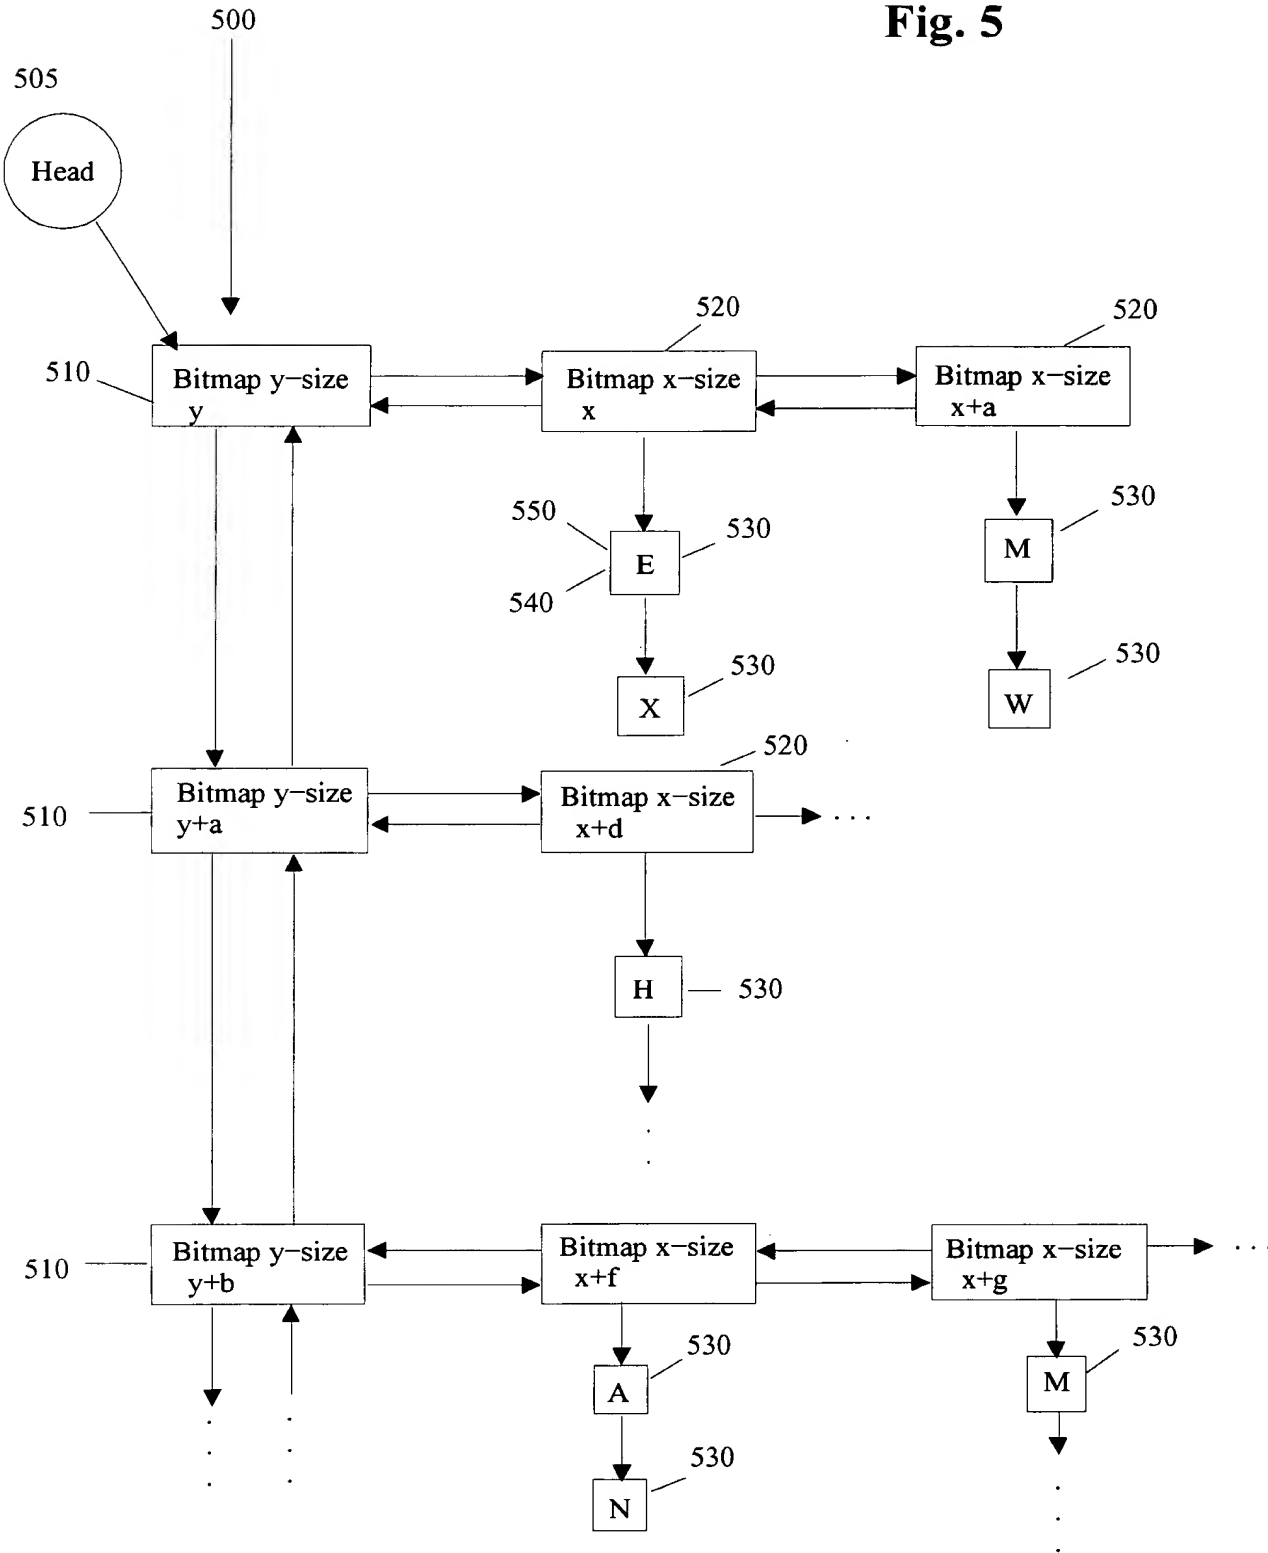 500
Fig. 5
505
Head
520
520
510
Bitmap y-size
y
Bitmap x-size
x
Bitmap x-size
x+a
550
530
530
E
M
540
530
530
X
W
520
510
Bitmap y-size
y+a
Bitmap x-size
x+d
. . .
H
530
510
Bitmap y-size
y+b
Bitmap x-size
x+f
Bitmap x-size
x+g
. . .
530
530
A
M
530
N